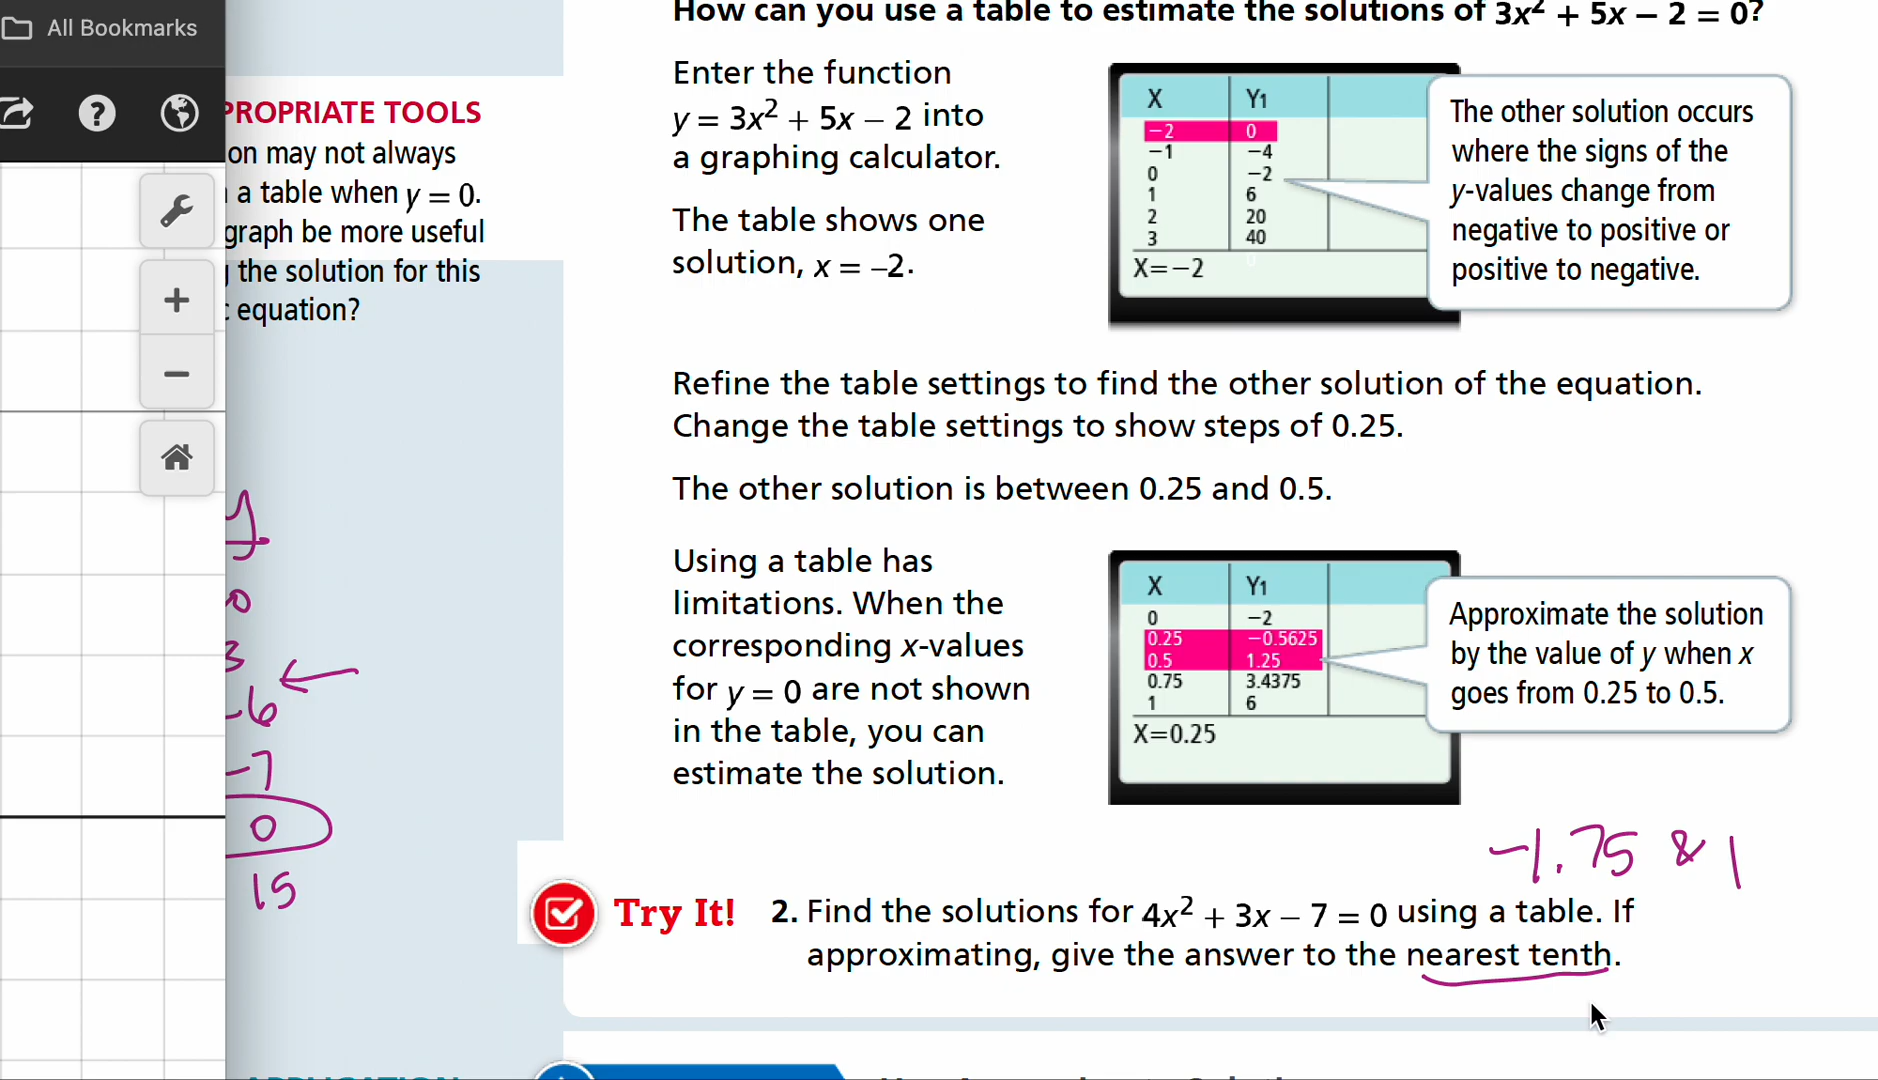 All Bookmarks
PROPRIATE TOOLS
on may not always
a table when y = 0.
graph be more useful
the solution for this
equation?
y
0
3
-6
-7
0
15
How can you use a table to estimate the solutions of 3x² + 5x − 2 = 0?
Enter the function
y = 3x² + 5x − 2 into
a graphing calculator.
The table shows one
solution, x = −2.
X Y1
−2 0
−1 −4
0 −2
1 6
2 20
3 40
X=−2
The other solution occurs
where the signs of the
y-values change from
negative to positive or
positive to negative.
Refine the table settings to find the other solution of the equation.
Change the table settings to show steps of 0.25.
The other solution is between 0.25 and 0.5.
Using a table has
limitations. When the
corresponding x-values
for y = 0 are not shown
in the table, you can
estimate the solution.
X Y1
0 −2
0.25 −0.5625
0.5 1.25
0.75 3.4375
1 6
X=0.25
Approximate the solution
by the value of y when x
goes from 0.25 to 0.5.
-1.75 & 1
Try It! 2. Find the solutions for 4x² + 3x − 7 = 0 using a table. If
approximating, give the answer to the nearest tenth.